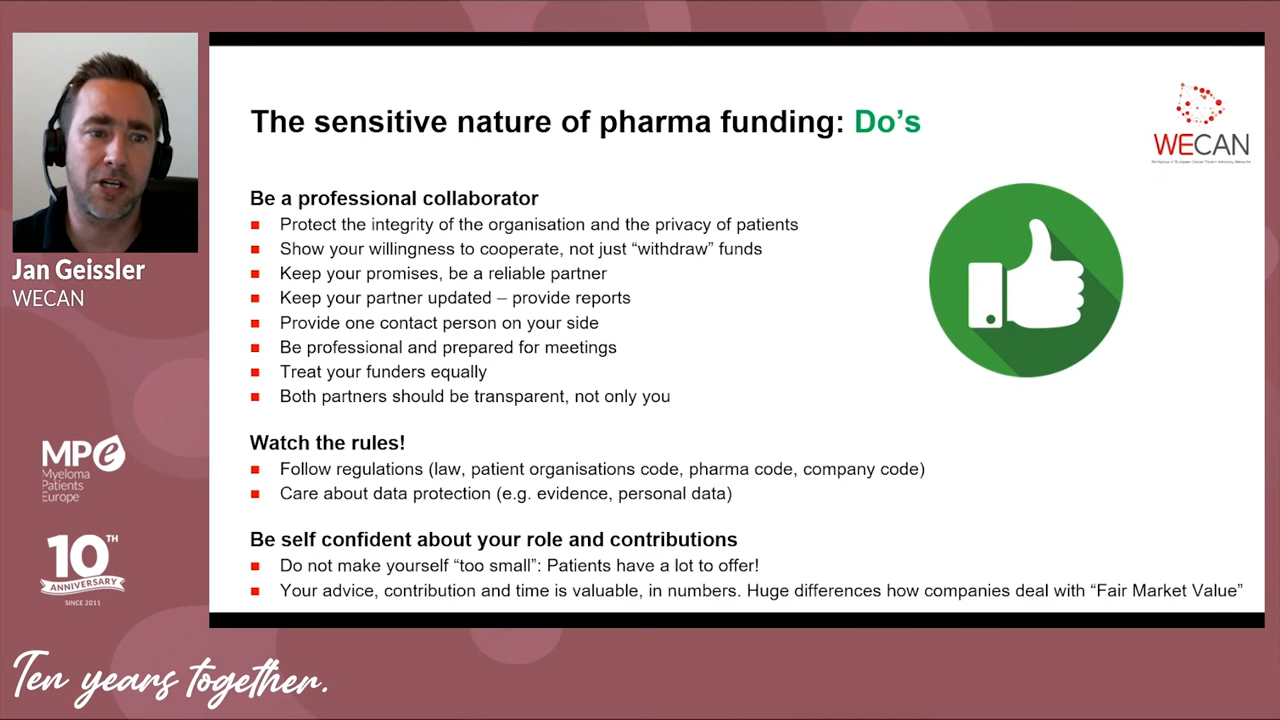 The sensitive nature of pharma funding: Do’s
WECAN
Workgroup of European Cancer Patient Advocacy Networks
Be a professional collaborator
Protect the integrity of the organisation and the privacy of patients
Show your willingness to cooperate, not just “withdraw” funds
Keep your promises, be a reliable partner
Keep your partner updated – provide reports
Provide one contact person on your side
Be professional and prepared for meetings
Treat your funders equally
Both partners should be transparent, not only you
Watch the rules!
Follow regulations (law, patient organisations code, pharma code, company code)
Care about data protection (e.g. evidence, personal data)
Be self confident about your role and contributions
Do not make yourself “too small”: Patients have a lot to offer!
Your advice, contribution and time is valuable, in numbers. Huge differences how companies deal with “Fair Market Value”
Jan Geissler
WECAN
MPe
Myeloma
Patients
Europe
10TH
ANNIVERSARY
SINCE 2011
Ten years together.